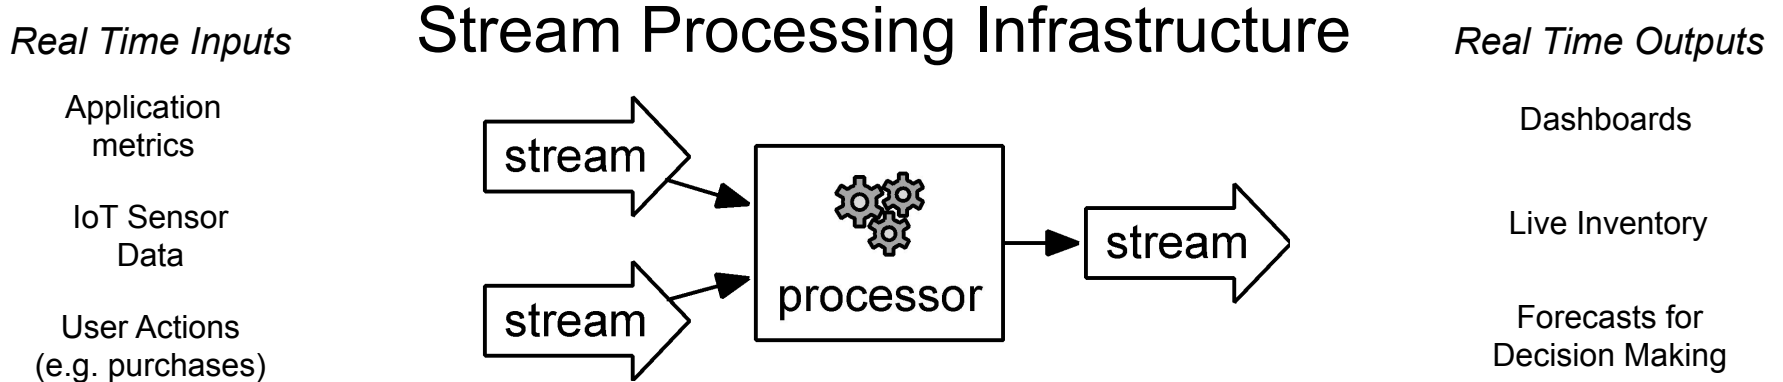 Real Time Inputs
Application
metrics
IoT Sensor
Data
User Actions
(e.g. purchases)
Stream Processing Infrastructure
stream
stream
processor
stream
Real Time Outputs
Dashboards
Live Inventory
Forecasts for
Decision Making